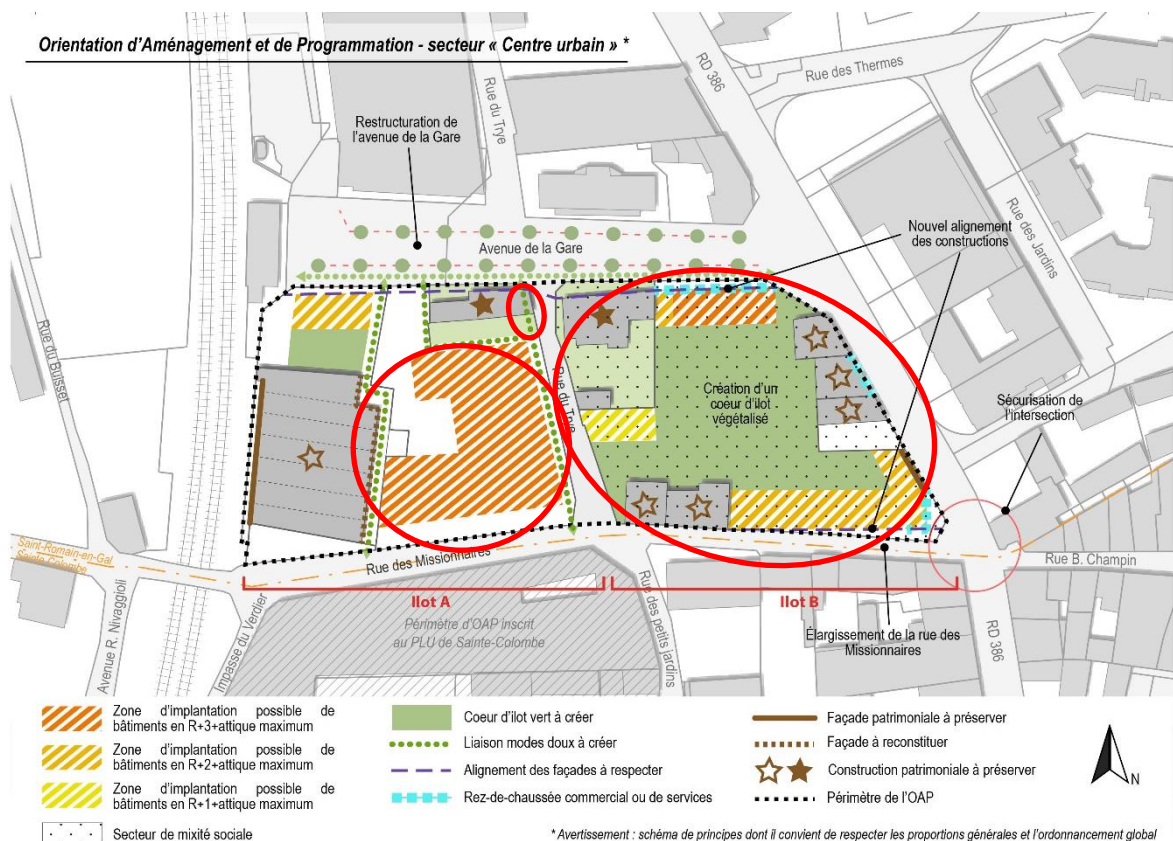 Orientation d'Aménagement et de Programmation - secteur « Centre urbain » *
RD 386
Rue des Thermes
Rue du Trye
Restructuration de
l'avenue de la Gare
Rue des Jardins
Nouvel alignement
des constructions
Avenue de la Gare
Rue du Buisset
Rue du Trye
Création d'un
coeur d'ilot
végétalisé
Sécurisation de
l'intersection
Saint-Romain-en-Gal
Sainte-Colombe
Rue des Missionnaires
Rue B. Champin
Ilot A
Ilot B
Avenue R. Nivaggioli
Impasse du Verdier
Périmètre d'OAP inscrit
au PLU de Sainte-Colombe
Rue des petits jardins
Élargissement de la rue des
Missionnaires
RD 386
Zone d'implantation possible de
bâtiments en R+3+attique maximum
Zone d'implantation possible de
bâtiments en R+2+attique maximum
Zone d'implantation possible de
bâtiments en R+1+attique maximum
Secteur de mixité sociale
Coeur d'ilot vert à créer
Liaison modes doux à créer
Alignement des façades à respecter
Rez-de-chaussée commercial ou de services
Façade patrimoniale à préserver
Façade à reconstituer
Construction patrimoniale à préserver
Périmètre de l'OAP
N
* Avertissement : schéma de principes dont il convient de respecter les proportions générales et l'ordonnancement global